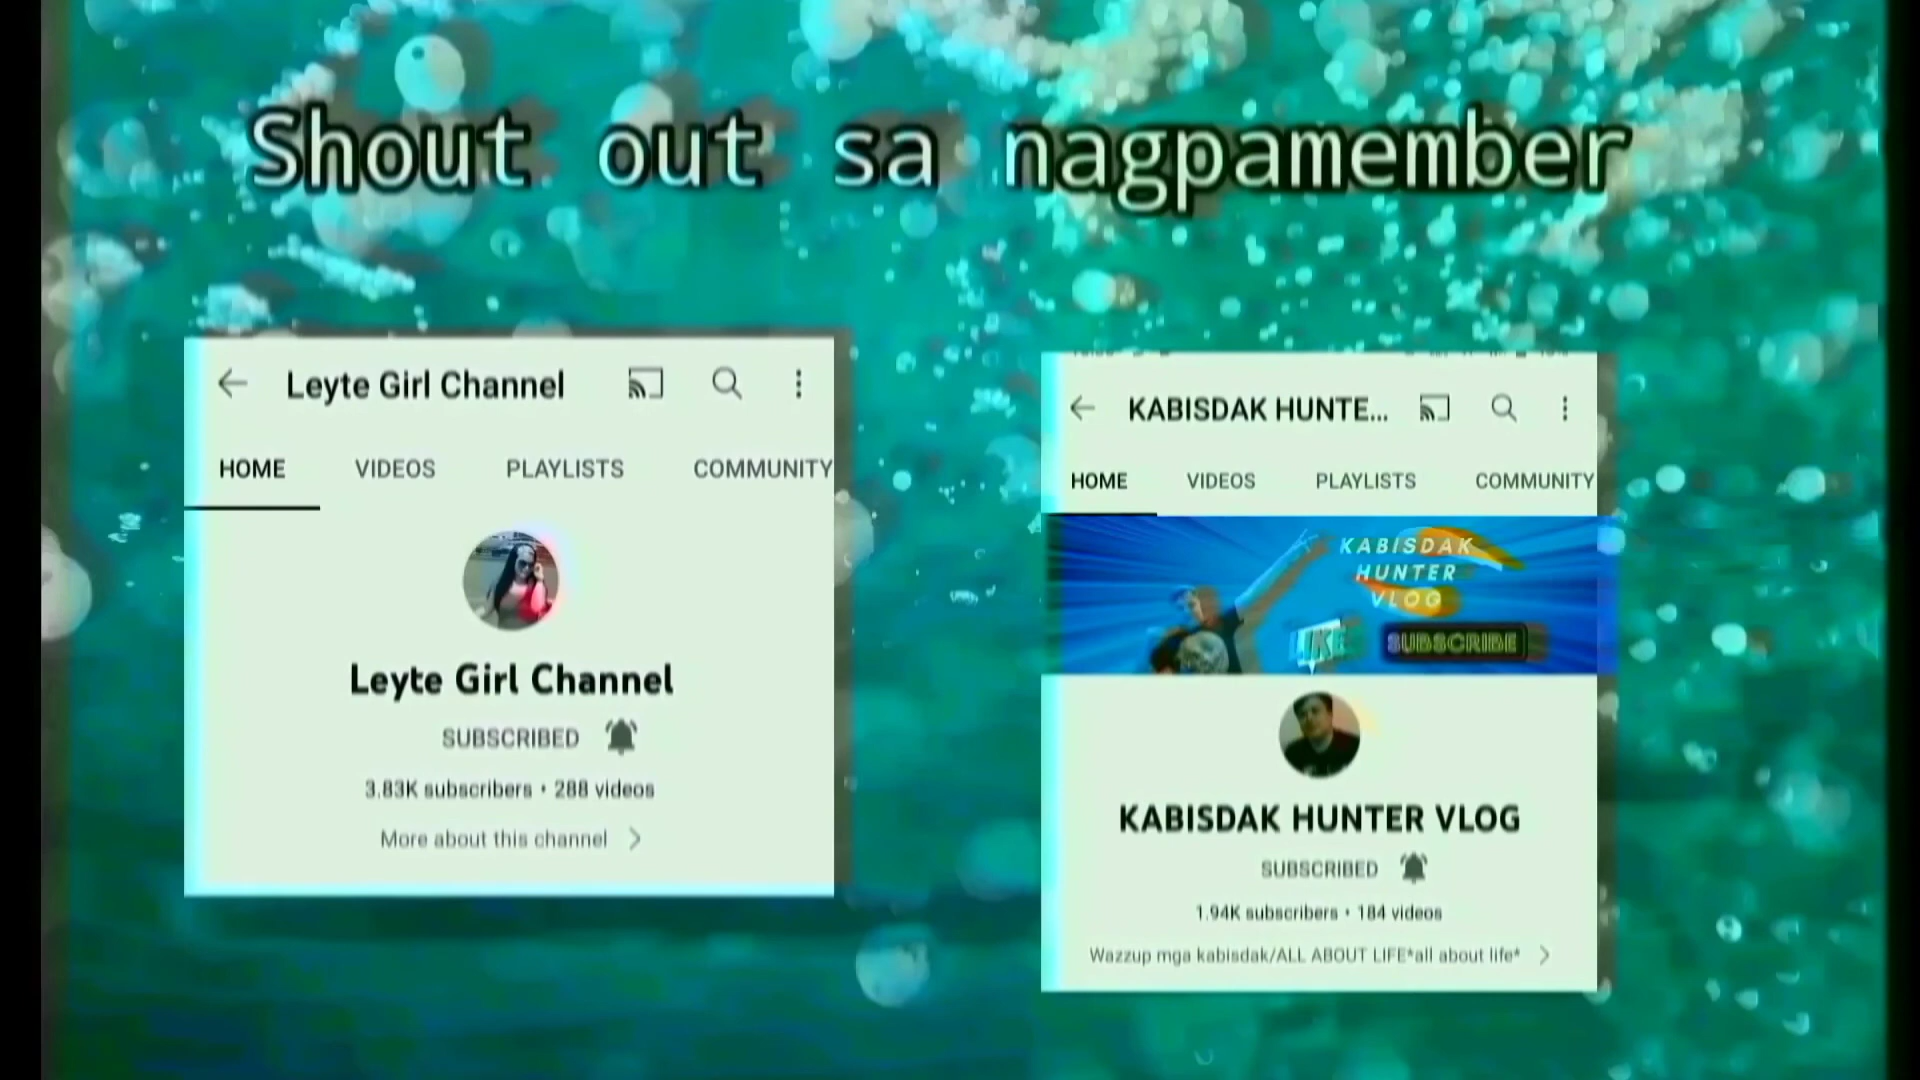 Shout out sa nagpamember
Leyte Girl Channel
HOME VIDEOS PLAYLISTS COMMUNITY
Leyte Girl Channel
SUBSCRIBED
3.83K subscribers • 288 videos
More about this channel
KABISDAK HUNTE...
HOME VIDEOS PLAYLISTS COMMUNITY
KABISDAK
HUNTER
VLOG
LIKE SUBSCRIBE
KABISDAK HUNTER VLOG
SUBSCRIBED
1.94K subscribers • 184 videos
Wazzup mga kabisdak/ALL ABOUT LIFE*all about life*